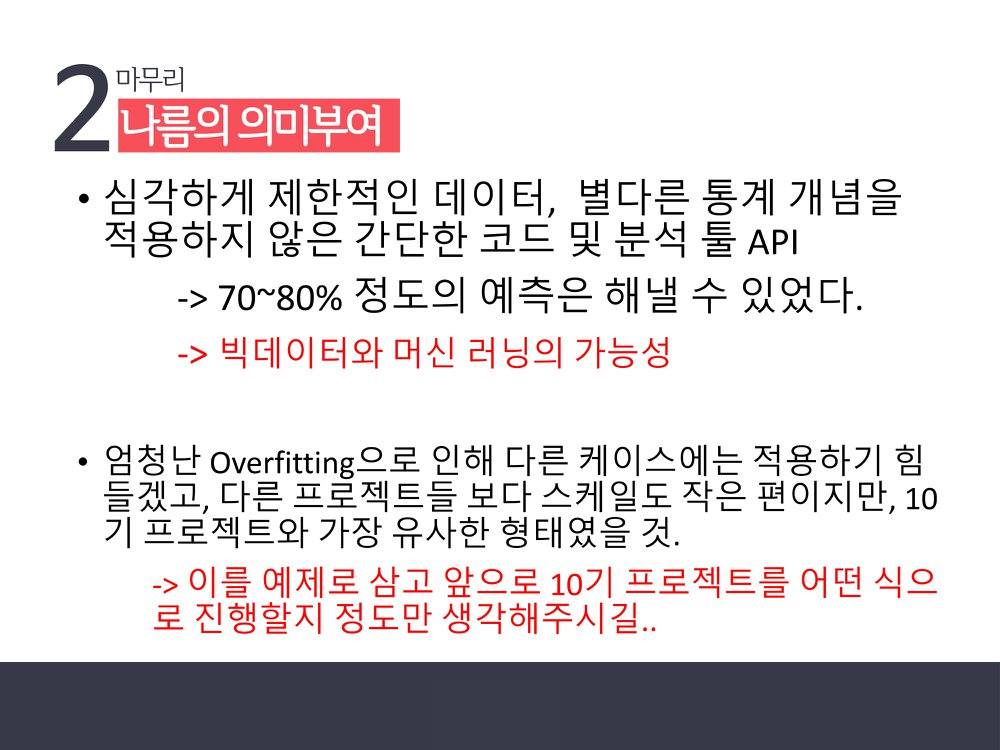 2 마무리
나름의 의미부여
• 심각하게 제한적인 데이터, 별다른 통계 개념을
적용하지 않은 간단한 코드 및 분석 툴 API
-> 70~80% 정도의 예측은 해낼 수 있었다.
-> 빅데이터와 머신 러닝의 가능성
• 엄청난 Overfitting으로 인해 다른 케이스에는 적용하기 힘
들겠고, 다른 프로젝트들 보다 스케일도 작은 편이지만, 10
기 프로젝트와 가장 유사한 형태였을 것.
-> 이를 예제로 삼고 앞으로 10기 프로젝트를 어떤 식으
로 진행할지 정도만 생각해주시길..